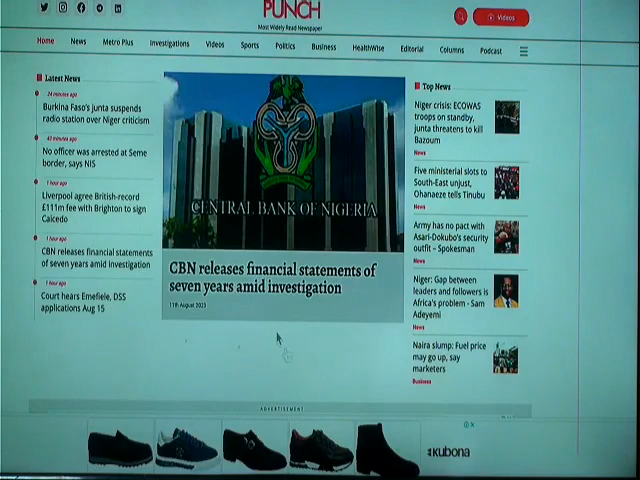 PUNCH
Most Widely Read Newspaper
Videos
Home News Metro Plus Investigations Videos Sports Politics Business HealthWise Editorial Columns Podcast
Latest News
24 minutes ago
Burkina Faso's junta suspends
radio station over Niger criticism
42 minutes ago
No officer was arrested at Seme
border, says NIS
1 hour ago
Liverpool agree British-record
£111m fee with Brighton to sign
Caicedo
1 hour ago
CBN releases financial statements
of seven years amid investigation
1 hour ago
Court hears Emefiele, DSS
applications Aug 15
CENTRAL BANK OF NIGERIA
CBN releases financial statements of
seven years amid investigation
11th August 2023
Top News
Niger crisis: ECOWAS
troops on standby,
junta threatens to kill
Bazoum
News
Five ministerial slots to
South-East unjust,
Ohanaeze tells Tinubu
News
Army has no pact with
Asari-Dokubo's security
outfit – Spokesman
News
Niger: Gap between
leaders and followers is
Africa's problem - Sam
Adeyemi
News
Naira slump: Fuel price
may go up, say
marketers
Business
ADVERTISEMENT
kubona